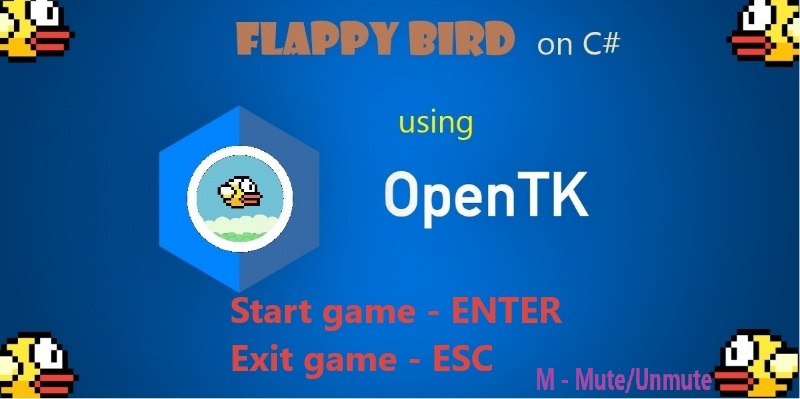 FLAPPY BIRD on C#
using
OpenTK
Start game - ENTER
Exit game - ESC
M - Mute/Unmute